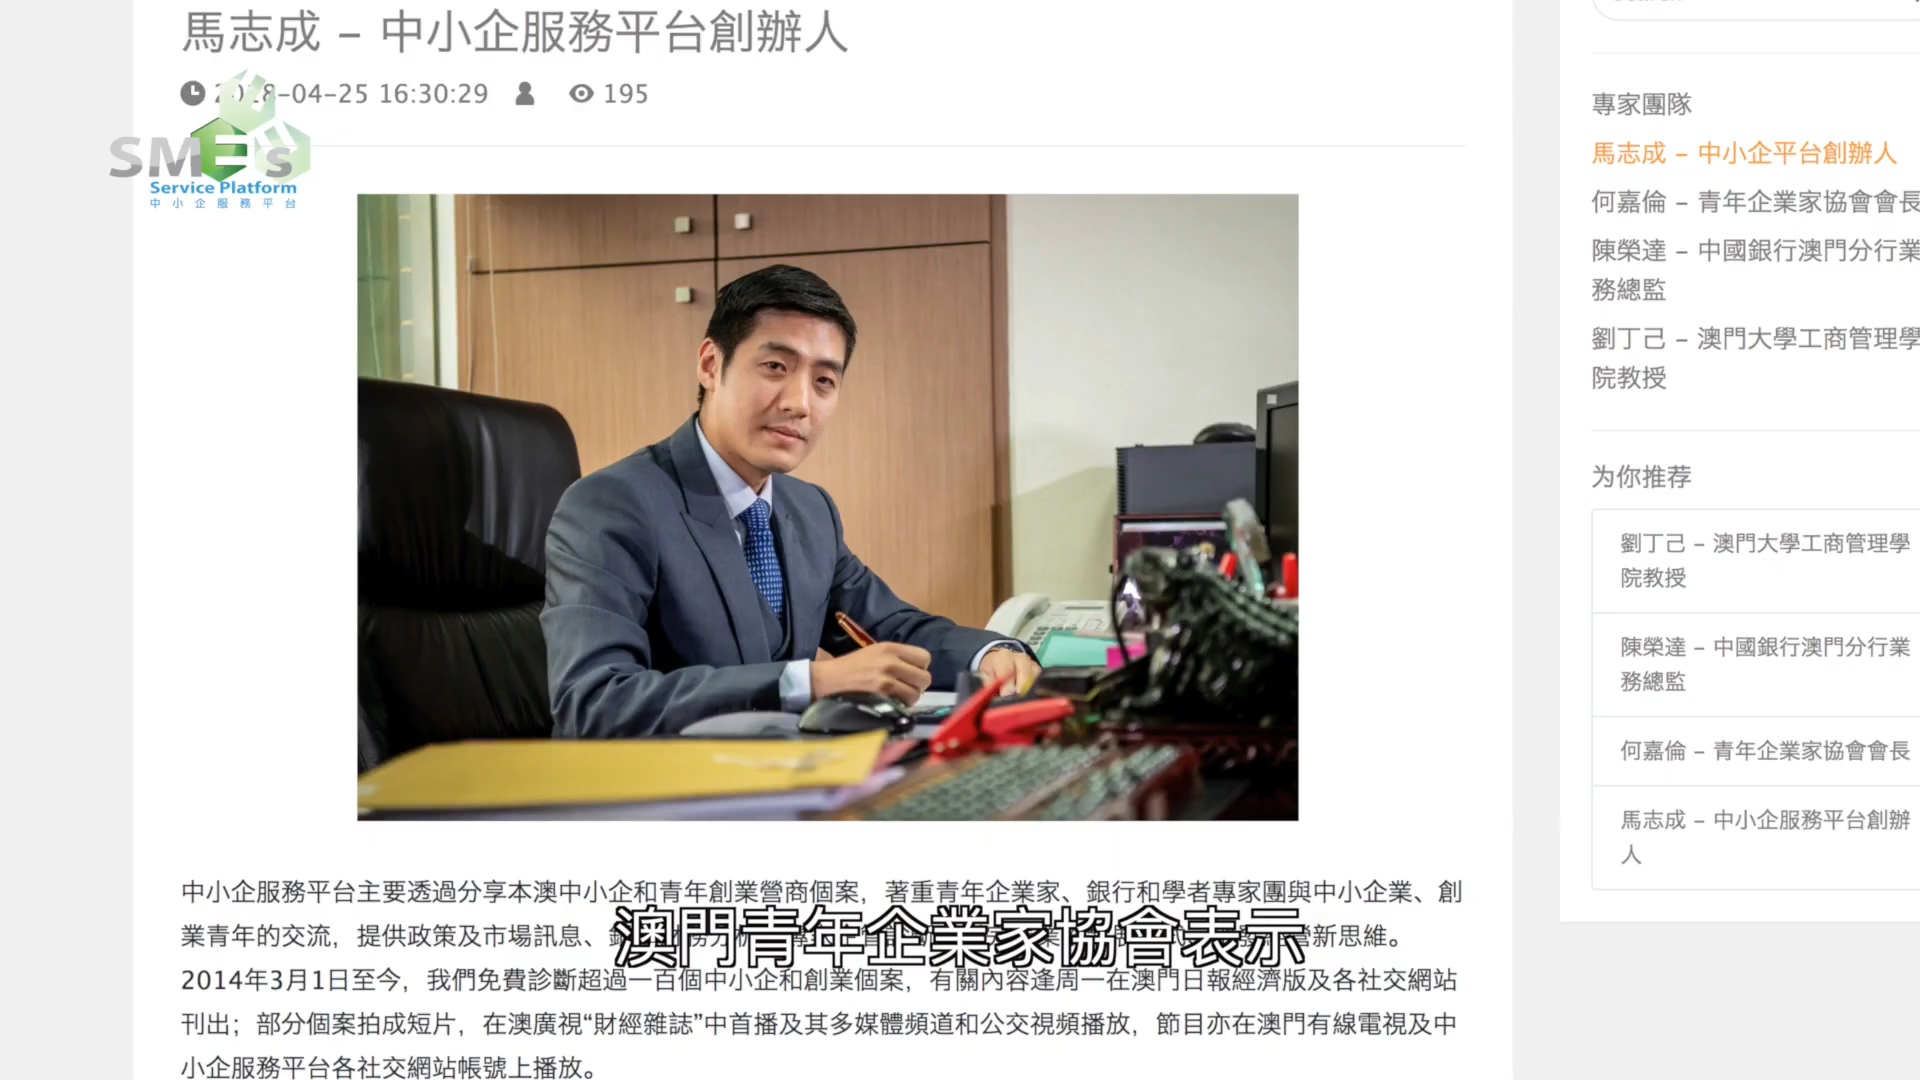 馬志成 – 中小企服務平台創辦人
-04-25 16:30:29 195
SMEs
Service Platform
中小企服務平台
專家團隊
馬志成 – 中小企平台創辦人
何嘉倫 – 青年企業家協會會長
陳榮達 – 中國銀行澳門分行業
務總監
劉丁己 – 澳門大學工商管理學
院教授
为你推荐
劉丁己 – 澳門大學工商管理學
院教授
陳榮達 – 中國銀行澳門分行業
務總監
何嘉倫 – 青年企業家協會會長
馬志成 – 中小企服務平台創辦
人
中小企服務平台主要透過分享本澳中小企和青年創業營商個案，著重青年企業家、銀行和學者專家團與中小企業、創
業青年的交流，提供政策及市場訊息、 營新思維。
澳門青年企業家協會表示
2014年3月1日至今，我們免費診斷超過一百個中小企和創業個案，有關內容逢周一在澳門日報經濟版及各社交網站
刊出；部分個案拍成短片，在澳廣視“財經雜誌”中首播及其多媒體頻道和公交視頻播放，節目亦在澳門有線電視及中
小企服務平台各社交網站帳號上播放。